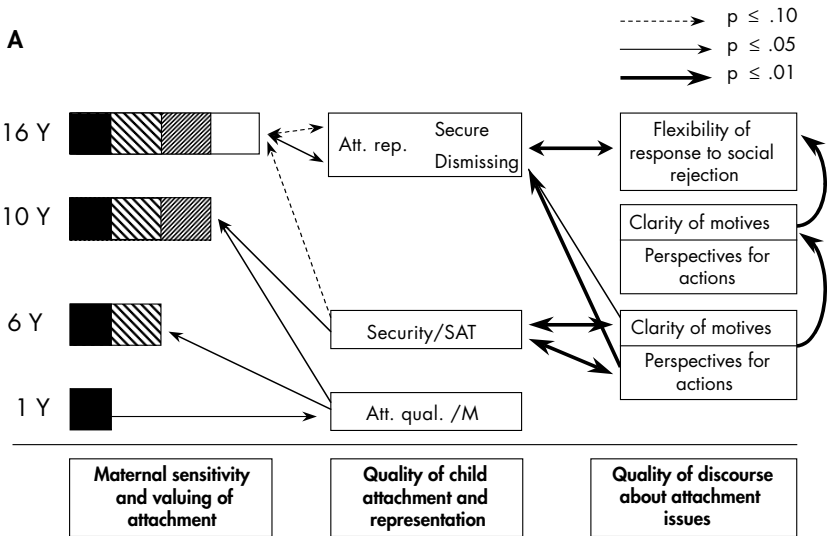 A
p ≤ .10
p ≤ .05
p ≤ .01
16 Y
Att. rep.
Secure
Dismissing
Flexibility of
response to social
rejection
10 Y
Clarity of motives
Perspectives for
actions
6 Y
Security/SAT
Clarity of motives
Perspectives for
actions
1 Y
Att. qual. /M
Maternal sensitivity
and valuing of
attachment
Quality of child
attachment and
representation
Quality of discourse
about attachment
issues